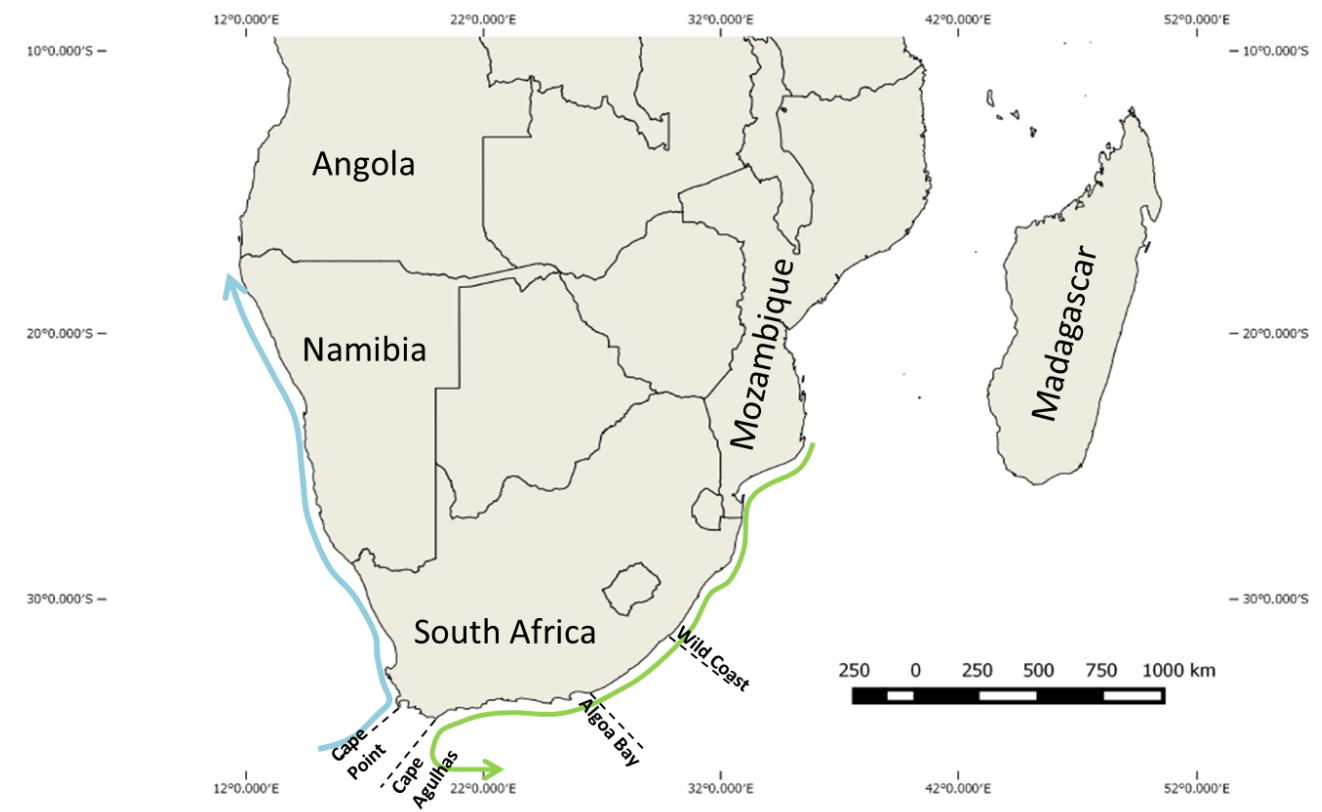 12°0.000'E 22°0.000'E 32°0.000'E 42°0.000'E 52°0.000'E
10°0.000'S 10°0.000'S
Angola
Mozambique
Madagascar
20°0.000'S 20°0.000'S
Namibia
30°0.000'S 30°0.000'S
South Africa
Wild Coast
250 0 250 500 750 1000 km
Algoa Bay
Cape
Point
Cape
Agulhas
12°0.000'E 22°0.000'E 32°0.000'E 42°0.000'E 52°0.000'E